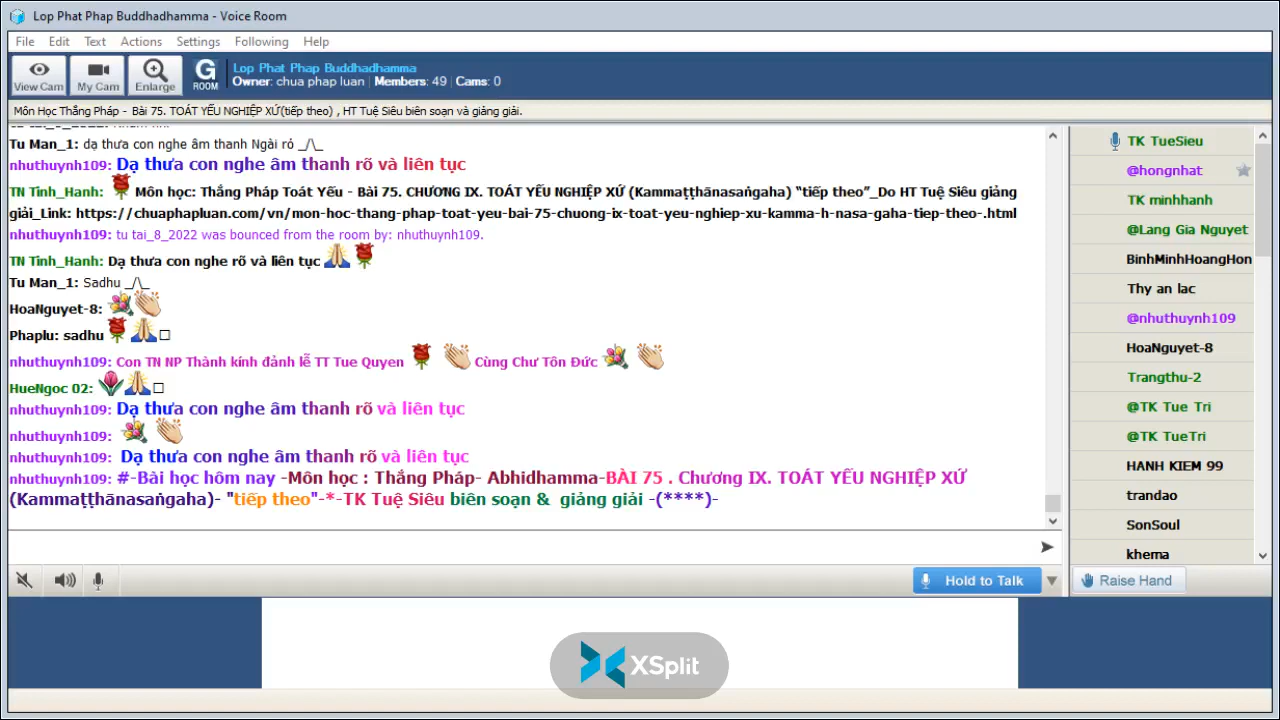 Lop Phat Phap Buddhadhamma - Voice Room
File Edit Text Actions Settings Following Help
View Cam My Cam Enlarge G ROOM
Lop Phat Phap Buddhadhamma
Owner: chua phap luan | Members: 49 | Cams: 0
Môn Học Thắng Pháp - Bài 75. TOÁT YẾU NGHIỆP XỨ(tiếp theo) , HT Tuệ Siêu biên soạn và giảng giải.
Tu Man_1: dạ thưa con nghe âm thanh Ngài rỏ _/\_
nhuthuynh109: Dạ thưa con nghe âm thanh rõ và liên tục
TN Tinh_Hanh: Môn học: Thắng Pháp Toát Yếu - Bài 75. CHƯƠNG IX. TOÁT YẾU NGHIỆP XỨ (Kammaṭṭhānasaṅgaha) “tiếp theo”_Do HT Tuệ Siêu giảng
giải_Link: https://chuaphapluan.com/vn/mon-hoc-thang-phap-toat-yeu-bai-75-chuong-ix-toat-yeu-nghiep-xu-kamma-h-nasa-gaha-tiep-theo-.html
nhuthuynh109: tu tai_8_2022 was bounced from the room by: nhuthuynh109.
TN Tinh_Hanh: Dạ thưa con nghe rõ và liên tục
Tu Man_1: Sadhu _/\_
HoaNguyet-8:
Phaplu: sadhu
nhuthuynh109: Con TN NP Thành kính đảnh lễ TT Tue Quyen Cùng Chư Tôn Đức
HueNgoc 02:
nhuthuynh109: Dạ thưa con nghe âm thanh rõ và liên tục
nhuthuynh109:
nhuthuynh109: Dạ thưa con nghe âm thanh rõ và liên tục
nhuthuynh109: #-Bài học hôm nay -Môn học : Thắng Pháp- Abhidhamma-BÀI 75 . Chương IX. TOÁT YẾU NGHIỆP XỨ
(Kammaṭṭhānasaṅgaha)- "tiếp theo"-*-TK Tuệ Siêu biên soạn & giảng giải -(****)-
TK TueSieu
@hongnhat
TK minhhanh
@Lang Gia Nguyet
BinhMinhHoangHon
Thy an lac
@nhuthuynh109
HoaNguyet-8
Trangthu-2
@TK Tue Tri
@TK TueTri
HANH KIEM 99
trandao
SonSoul
khema
Hold to Talk
Raise Hand
XSplit